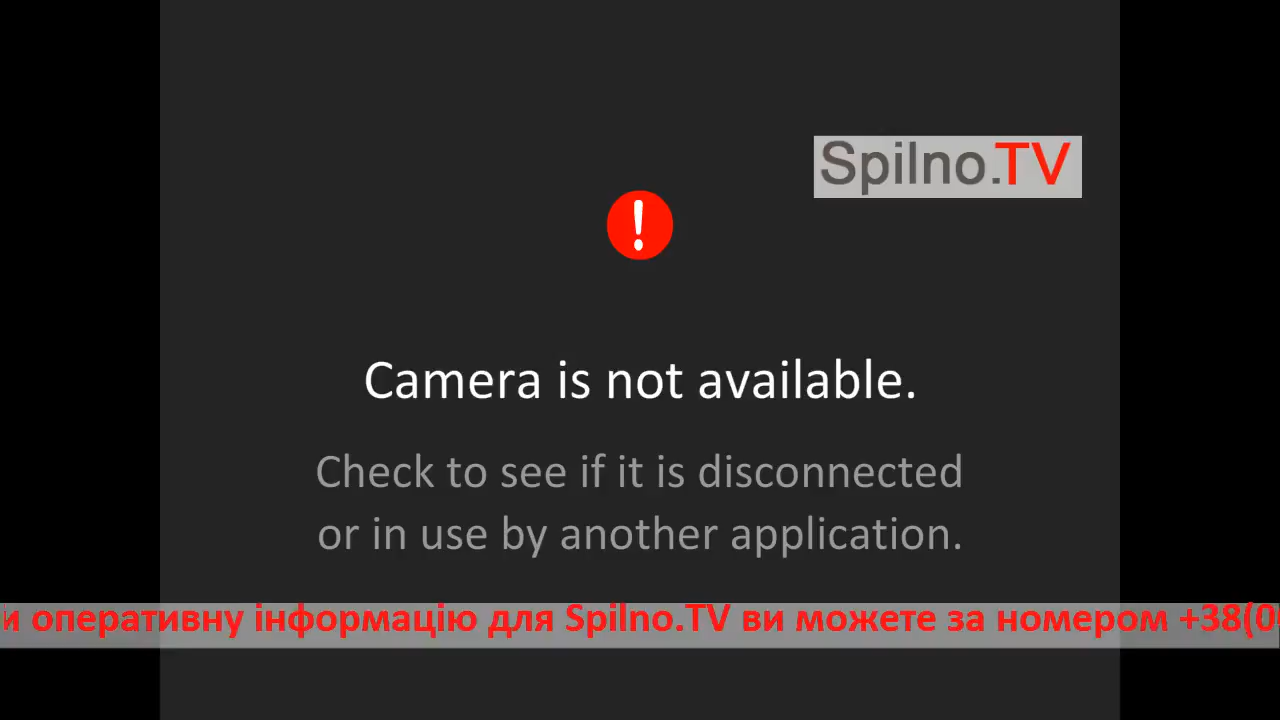 Spilno.TV
!
Camera is not available.
Check to see if it is disconnected
or in use by another application.
и оперативну інформацію для Spilno.TV ви можете за номером +38(0